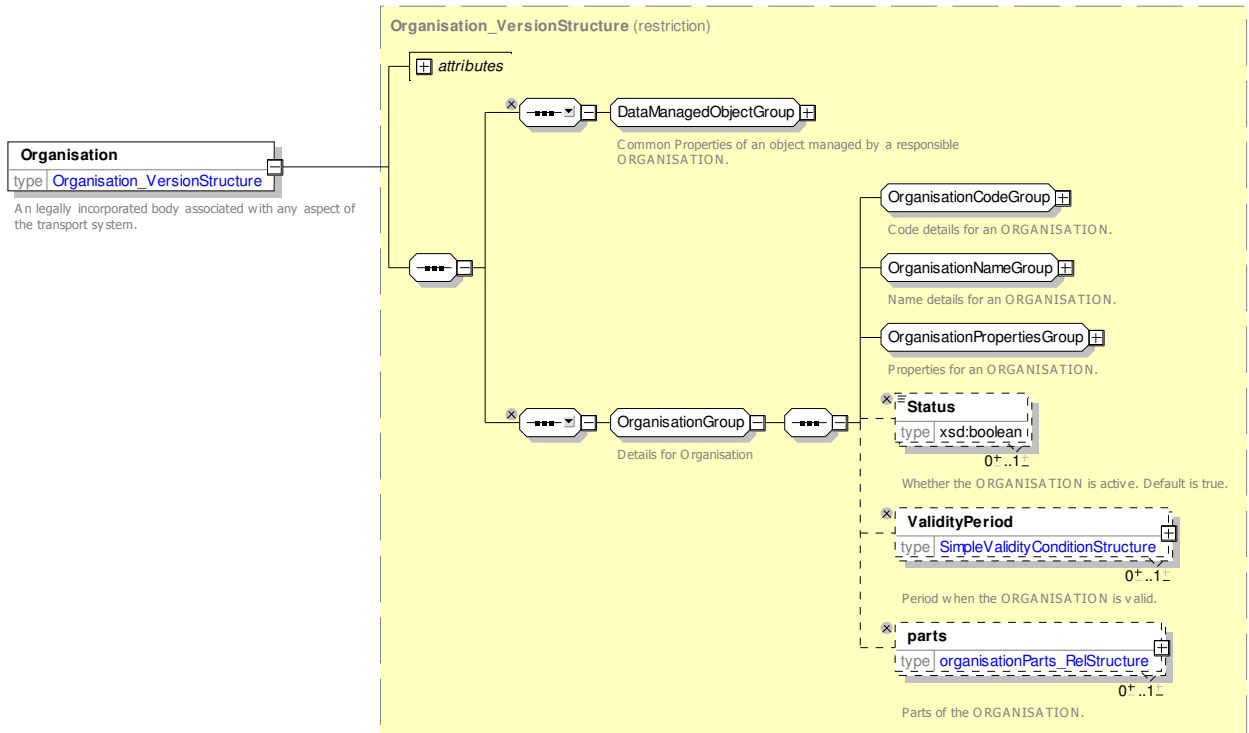 Organisation_VersionStructure (restriction)
attributes
DataManagedObjectGroup
Common Properties of an object managed by a responsible
ORGANISATION.
Organisation
type Organisation_VersionStructure
An legally incorporated body associated with any aspect of
the transport system.
OrganisationCodeGroup
Code details for an ORGANISATION.
OrganisationNameGroup
Name details for an ORGANISATION.
OrganisationPropertiesGroup
Properties for an ORGANISATION.
OrganisationGroup
Details for Organisation
Status
type xsd:boolean
0..1
Whether the ORGANISATION is active. Default is true.
ValidityPeriod
type SimpleValidityConditionStructure
0..1
Period when the ORGANISATION is valid.
parts
type organisationParts_RelStructure
0..1
Parts of the ORGANISATION.